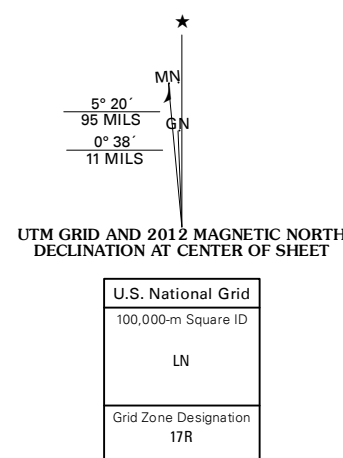 ★
MN
5° 20´
95 MILS
GN
0° 38´
11 MILS
UTM GRID AND 2012 MAGNETIC NORTH
DECLINATION AT CENTER OF SHEET
U.S. National Grid
100,000-m Square ID
LN
Grid Zone Designation
17R